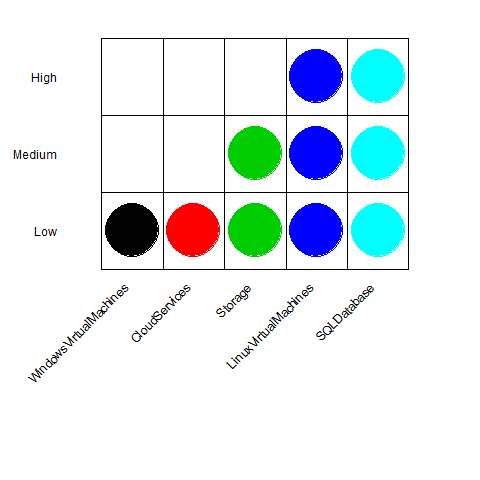 High
Medium
Low
WindowsVirtualMachines
CloudServices
Storage
LinuxVirtualMachines
SQLDatabase